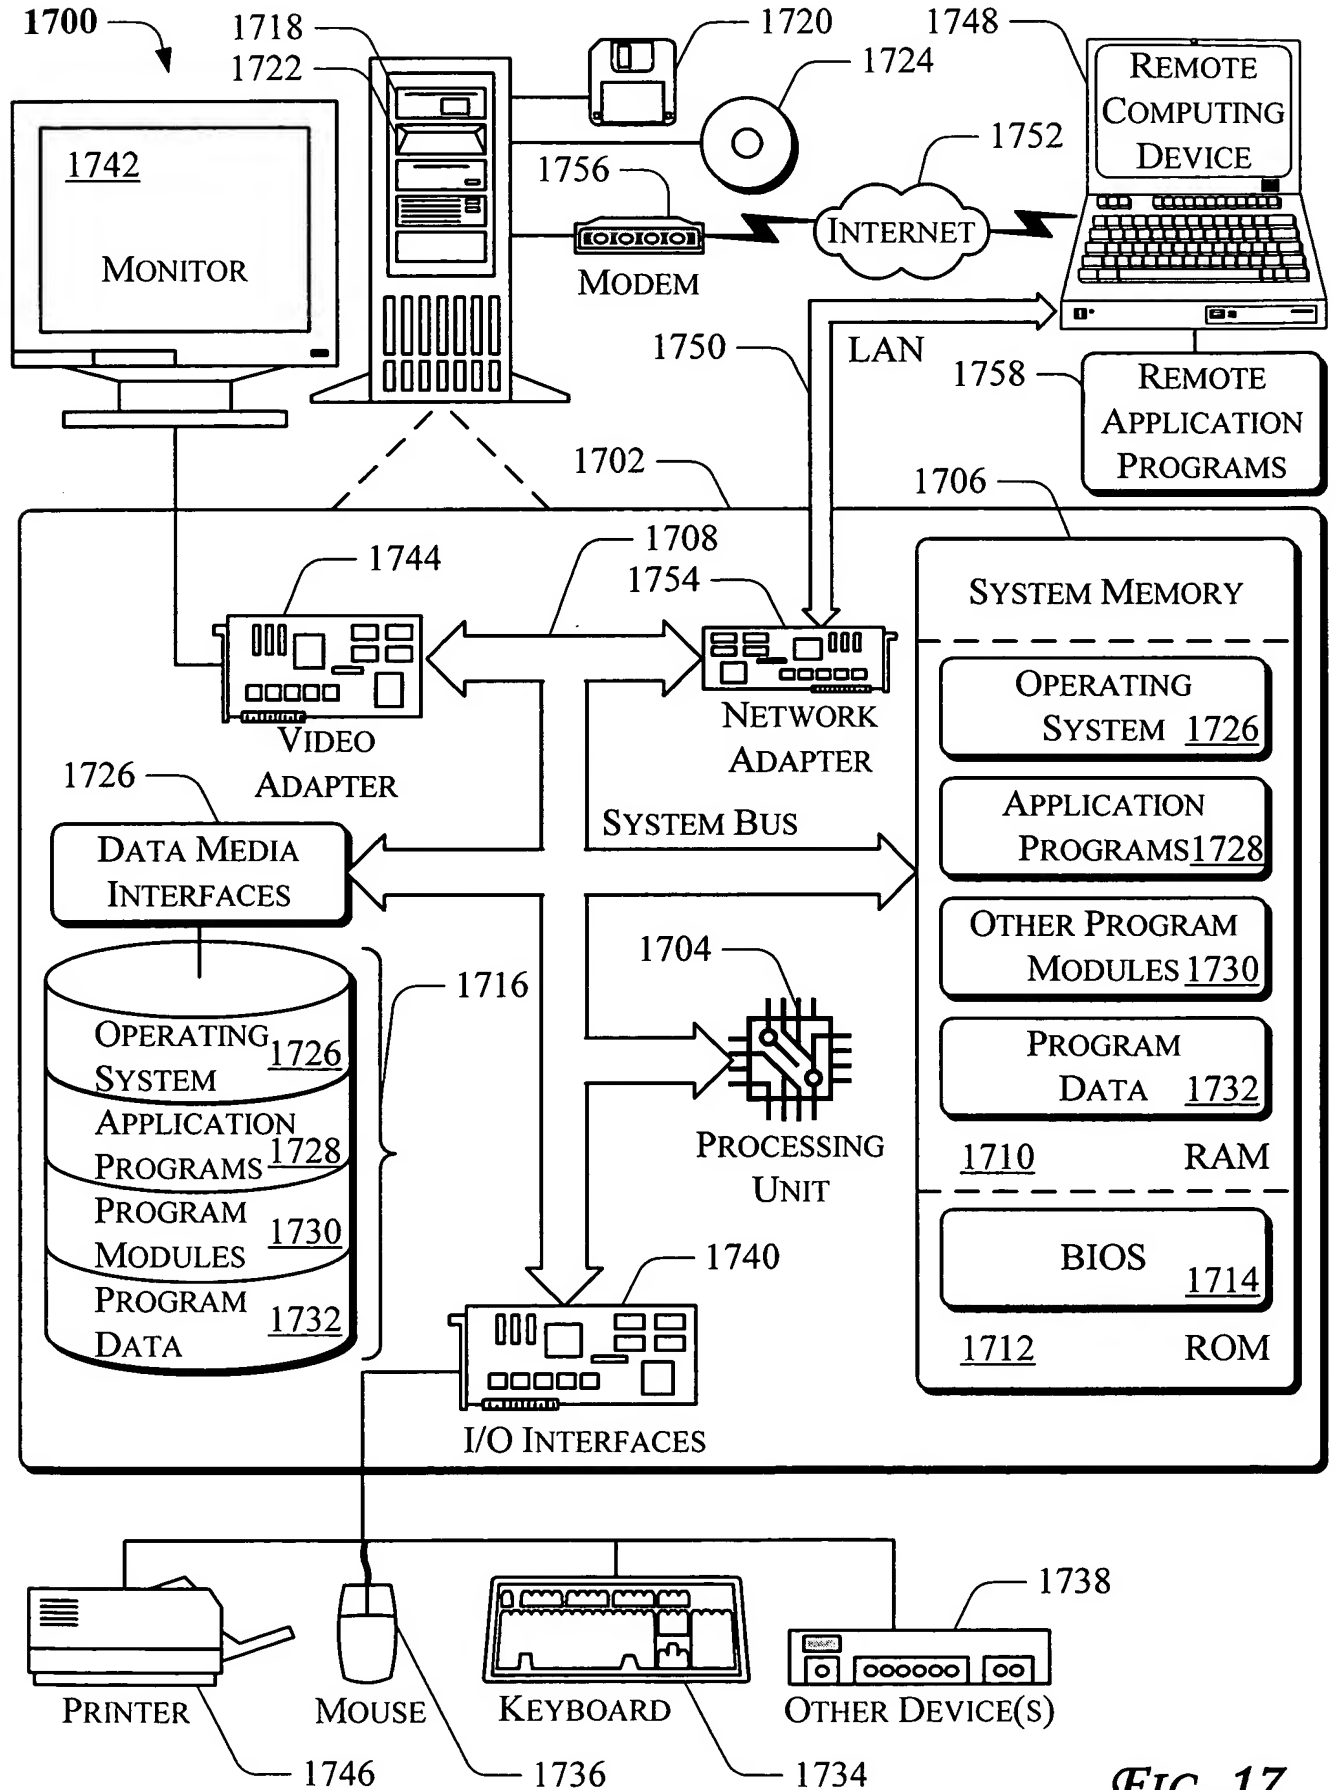 1700
1718
1722
1720
1724
1748
REMOTE
COMPUTING
DEVICE
1742
MONITOR
1756
MODEM
1752
INTERNET
1750
LAN
1758
REMOTE
APPLICATION
PROGRAMS
1702
1706
1708
1744
1754
VIDEO
ADAPTER
NETWORK
ADAPTER
SYSTEM MEMORY
OPERATING
SYSTEM 1726
APPLICATION
PROGRAMS 1728
OTHER PROGRAM
MODULES 1730
PROGRAM
DATA 1732
1710 RAM
BIOS
1714
1712 ROM
1726
DATA MEDIA
INTERFACES
SYSTEM BUS
1716
OPERATING
SYSTEM 1726
APPLICATION
PROGRAMS 1728
PROGRAM
MODULES 1730
PROGRAM
DATA 1732
1704
PROCESSING
UNIT
1740
I/O INTERFACES
1738
PRINTER
MOUSE
KEYBOARD
OTHER DEVICE(S)
1746
1736
1734
FIG. 17